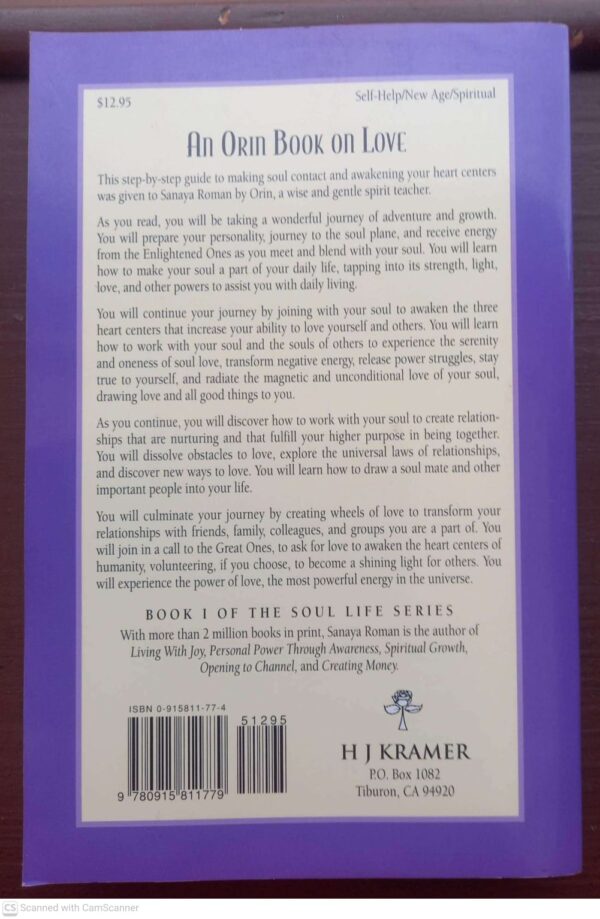 $12.95
Self-Help/New Age/Spiritual
An Orin Book on Love
This step-by-step guide to making soul contact and awakening your heart centers
was given to Sanaya Roman by Orin, a wise and gentle spirit teacher.
As you read, you will be taking a wonderful journey of adventure and growth.
You will prepare your personality, journey to the soul plane, and receive energy
from the Enlightened Ones as you meet and blend with your soul. You will learn
how to make your soul a part of your daily life, tapping into its strength, light,
love, and other powers to assist you with daily living.
You will continue your journey by joining with your soul to awaken the three
heart centers that increase your ability to love yourself and others. You will learn
how to work with your soul and the souls of others to experience the serenity
and oneness of soul love, transform negative energy, release power struggles, stay
true to yourself, and radiate the magnetic and unconditional love of your soul,
drawing love and all good things to you.
As you continue, you will discover how to work with your soul to create relation-
ships that are nurturing and that fulfill your higher purpose in being together.
You will dissolve obstacles to love, explore the universal laws of relationships,
and discover new ways to love. You will learn how to draw a soul mate and other
important people into your life.
You will culminate your journey by creating wheels of love to transform your
relationships with friends, family, colleagues, and groups you are a part of. You
will join in a call to the Great Ones, to ask for love to awaken the heart centers of
humanity, volunteering, if you choose, to become a shining light for others. You
will experience the power of love, the most powerful energy in the universe.
BOOK I OF THE SOUL LIFE SERIES
With more than 2 million books in print, Sanaya Roman is the author of
Living With Joy, Personal Power Through Awareness, Spiritual Growth,
Opening to Channel, and Creating Money.
ISBN 0-915811-77-4
51295
9 780915 811779
H J KRAMER
P.O. Box 1082
Tiburon, CA 94920
CS Scanned with CamScanner